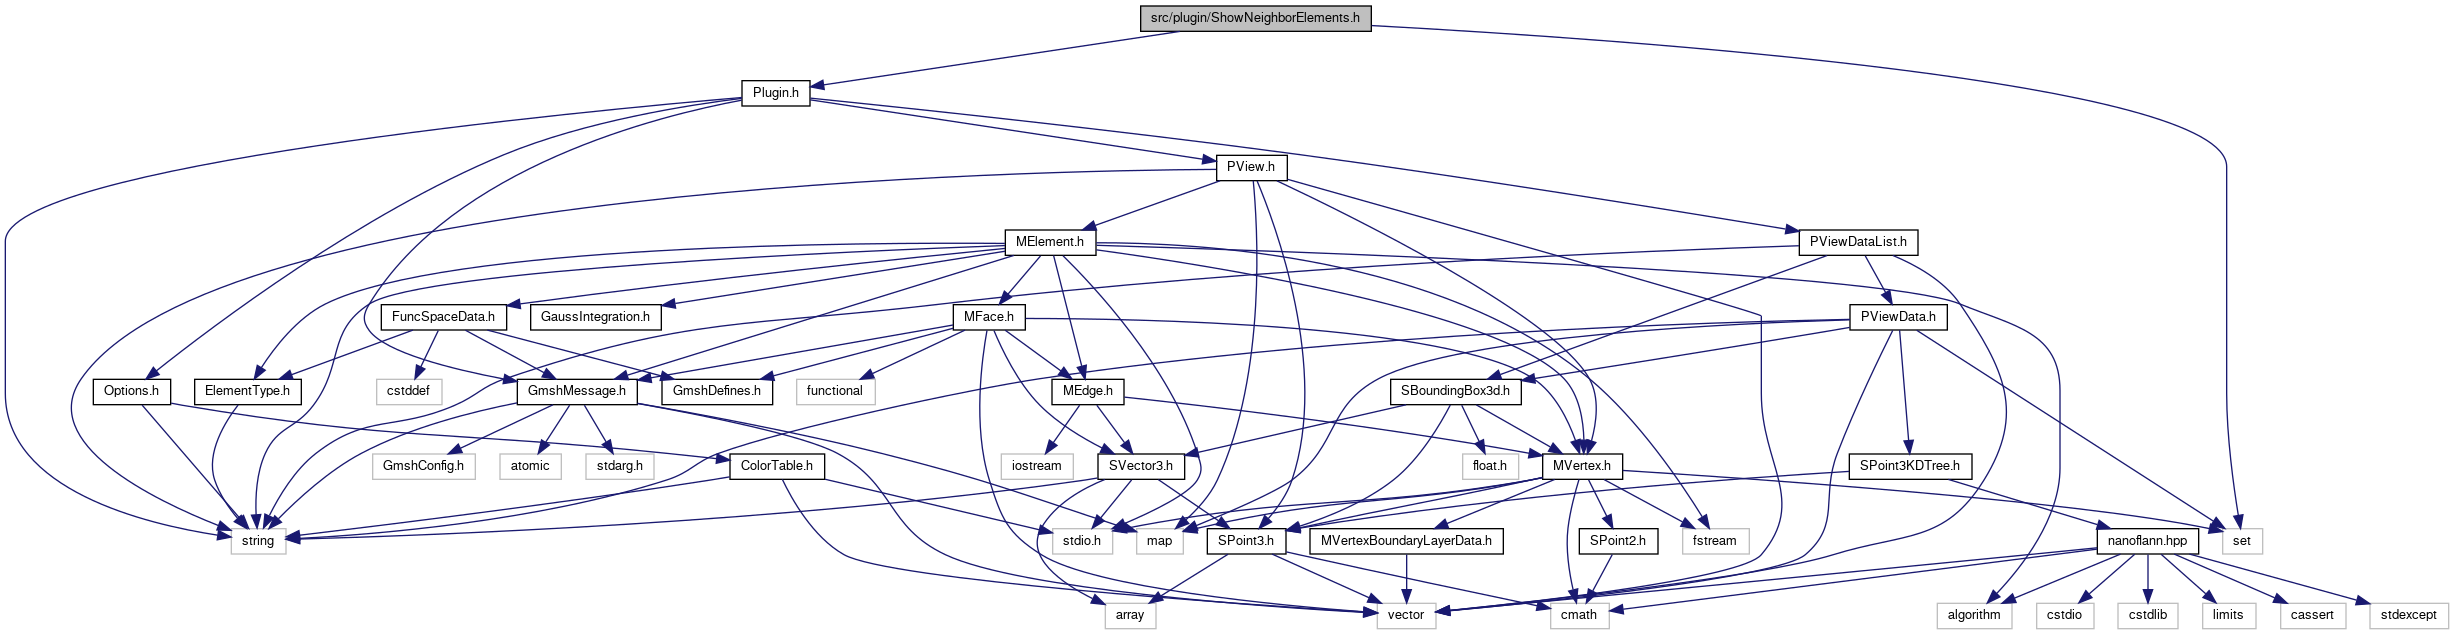 src/plugin/ShowNeighborElements.h
Plugin.h
PView.h
MElement.h
PViewDataList.h
FuncSpaceData.h
GaussIntegration.h
MFace.h
PViewData.h
Options.h
ElementType.h
cstddef
GmshMessage.h
GmshDefines.h
functional
MEdge.h
SBoundingBox3d.h
GmshConfig.h
atomic
stdarg.h
ColorTable.h
iostream
SVector3.h
float.h
MVertex.h
SPoint3KDTree.h
string
stdio.h
map
SPoint3.h
MVertexBoundaryLayerData.h
SPoint2.h
fstream
nanoflann.hpp
set
array
vector
cmath
algorithm
cstdio
cstdlib
limits
cassert
stdexcept